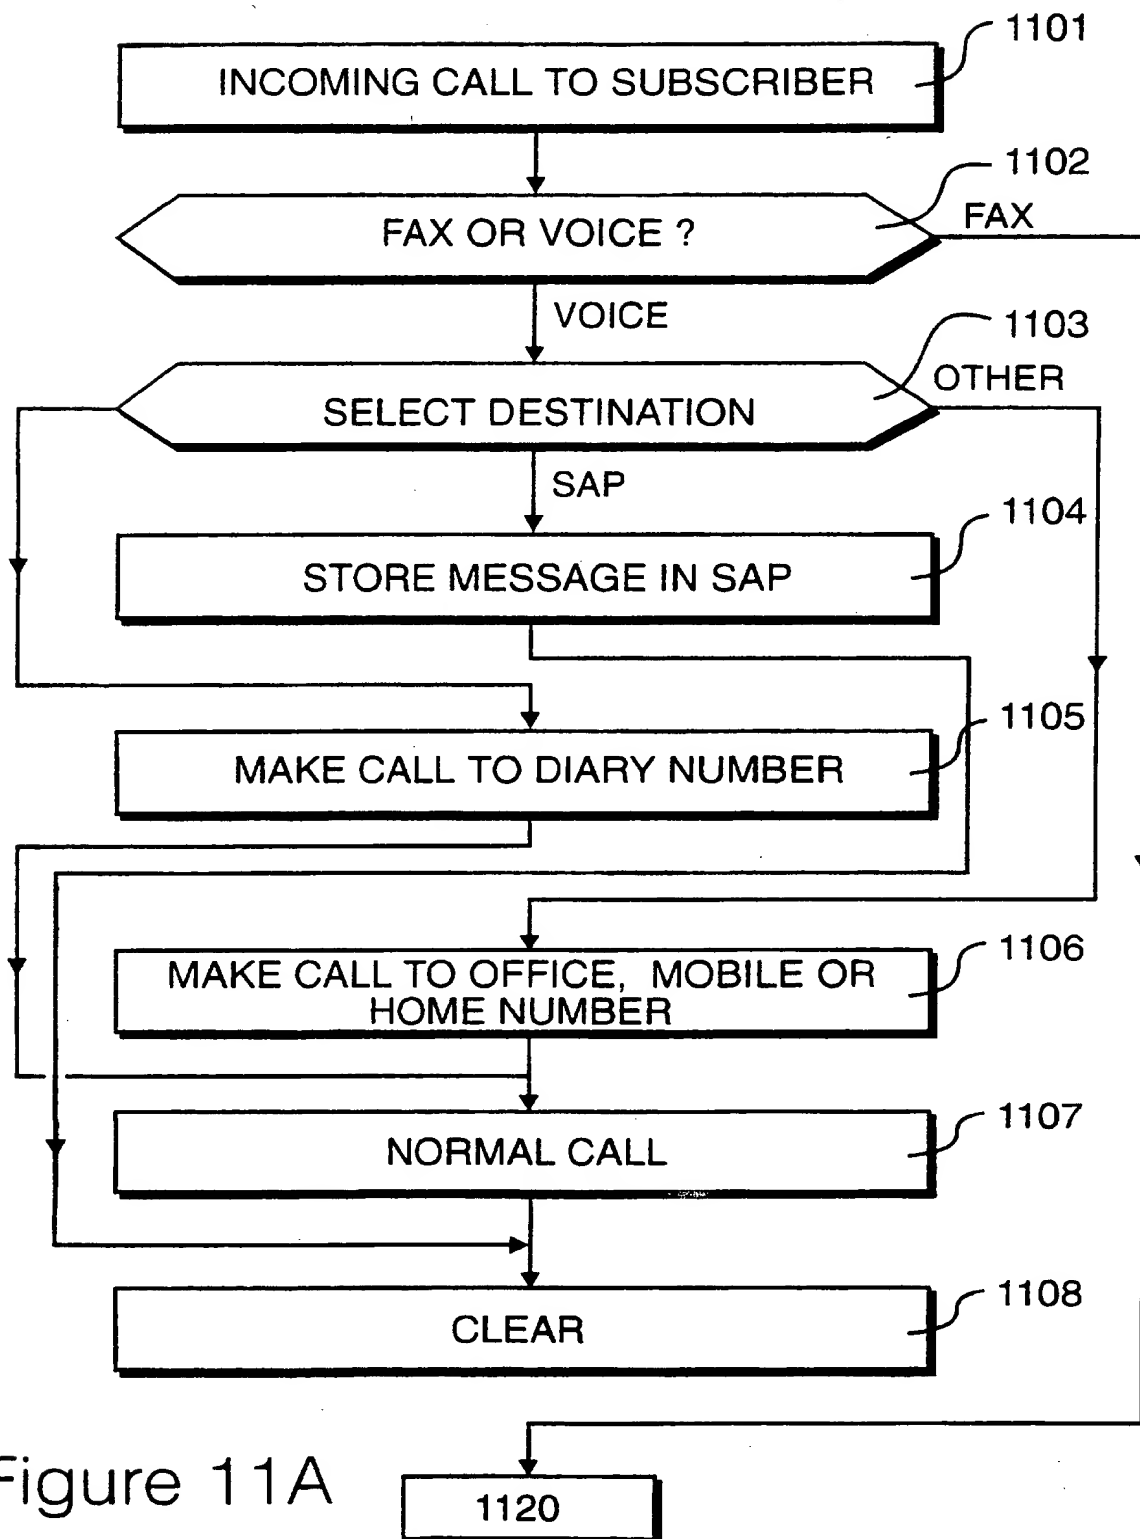 1101
INCOMING CALL TO SUBSCRIBER
1102
FAX OR VOICE ?
FAX
VOICE
1103
OTHER
SELECT DESTINATION
SAP
1104
STORE MESSAGE IN SAP
1105
MAKE CALL TO DIARY NUMBER
1106
MAKE CALL TO OFFICE, MOBILE OR
HOME NUMBER
1107
NORMAL CALL
1108
CLEAR
Figure 11A
1120